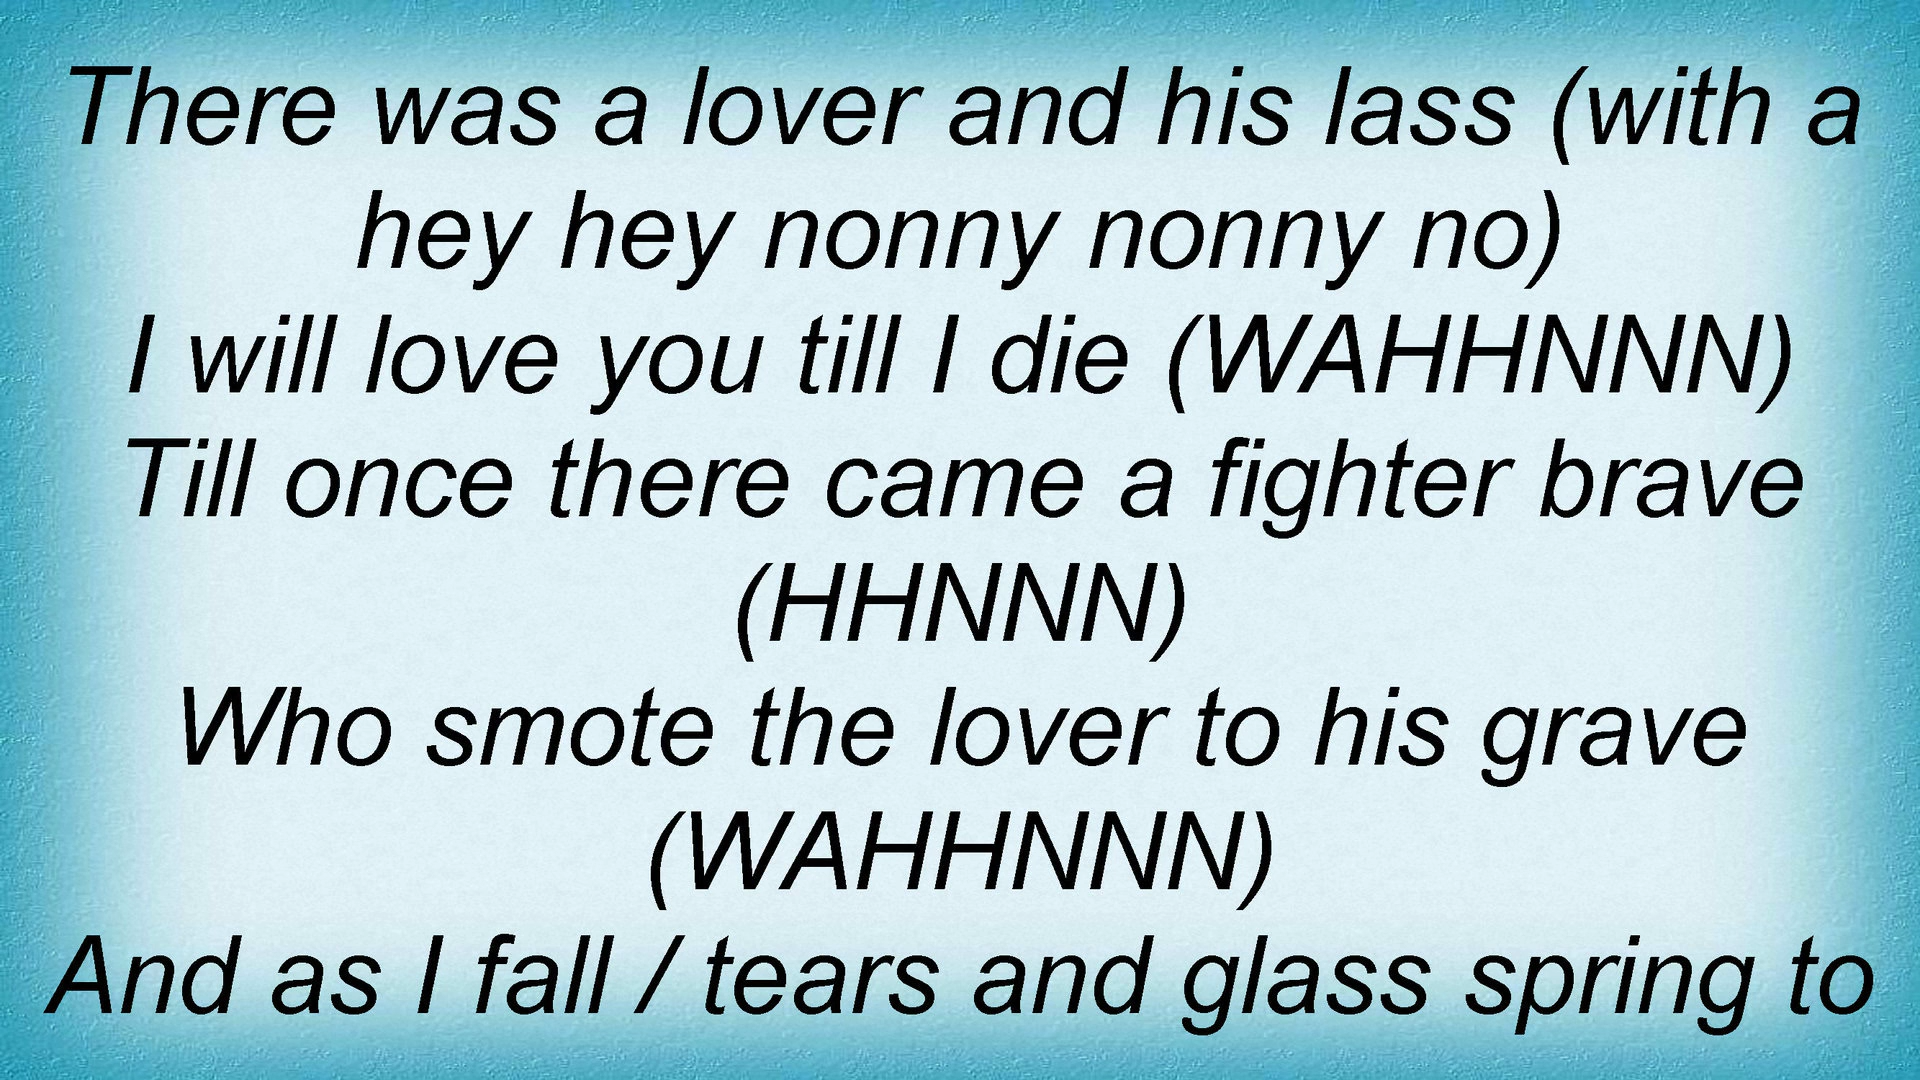 There was a lover and his lass (with a
hey hey nonny nonny no)
I will love you till I die (WAHHNNN)
Till once there came a fighter brave
(HHNNN)
Who smote the lover to his grave
(WAHHNNN)
And as I fall / tears and glass spring to